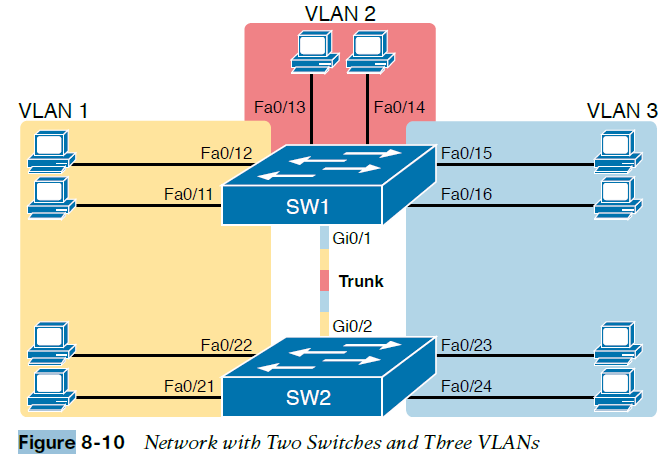 VLAN 2
VLAN 1
VLAN 3
Fa0/13
Fa0/14
Fa0/12
Fa0/15
Fa0/11
Fa0/16
SW1
Gi0/1
Trunk
Gi0/2
Fa0/22
Fa0/23
Fa0/21
Fa0/24
SW2
Figure 8-10 Network with Two Switches and Three VLANs